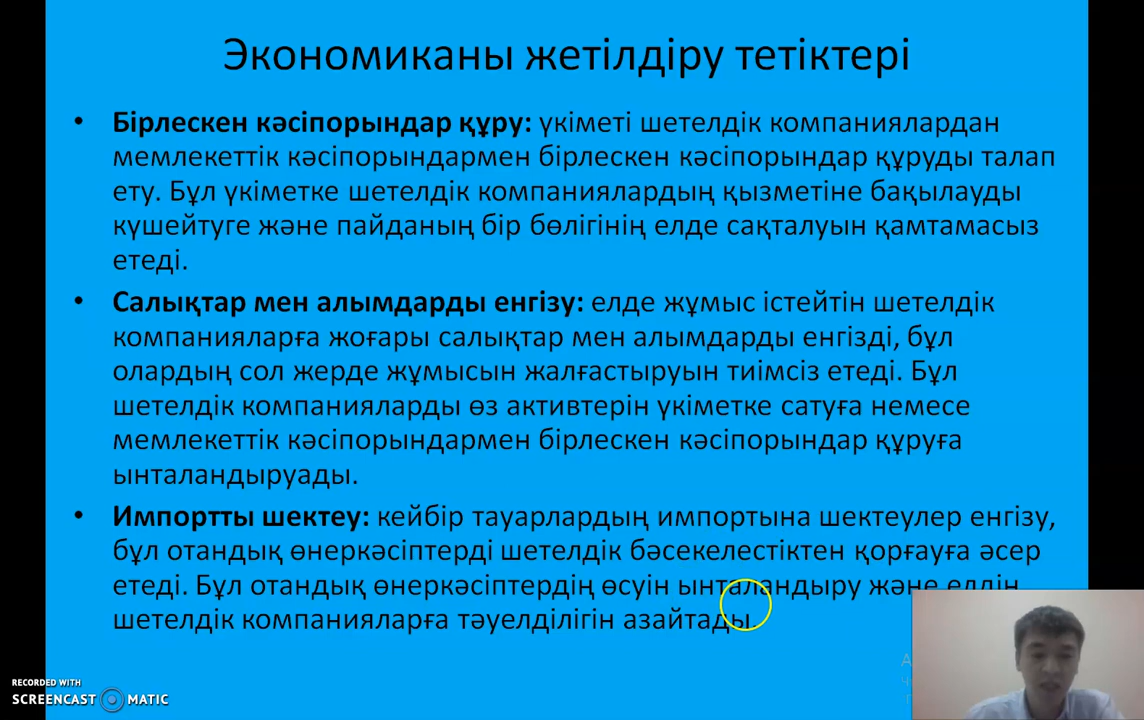 Экономиканы жетілдіру тетіктері
• Бірлескен кәсіпорындар құру: үкіметі шетелдік компаниялардан
мемлекеттік кәсіпорындармен бірлескен кәсіпорындар құруды талап
ету. Бұл үкіметке шетелдік компаниялардың қызметіне бақылауды
күшейтуге және пайданың бір бөлігінің елде сақталуын қамтамасыз
етеді.
• Салықтар мен алымдарды енгізу: елде жұмыс істейтін шетелдік
компанияларға жоғары салықтар мен алымдарды енгізді, бұл
олардың сол жерде жұмысын жалғастыруын тиімсіз етеді. Бұл
шетелдік компанияларды өз активтерін үкіметке сатуға немесе
мемлекеттік кәсіпорындармен бірлескен кәсіпорындар құруға
ынталандыруады.
• Импортты шектеу: кейбір тауарлардың импортына шектеулер енгізу,
бұл отандық өнеркәсіптерді шетелдік бәсекелестіктен қорғауға әсер
етеді. Бұл отандық өнеркәсіптердің өсуін ынталандыру және елдің
шетелдік компанияларға тәуелділігін азайтады.
RECORDED WITH
SCREENCAST MATIC